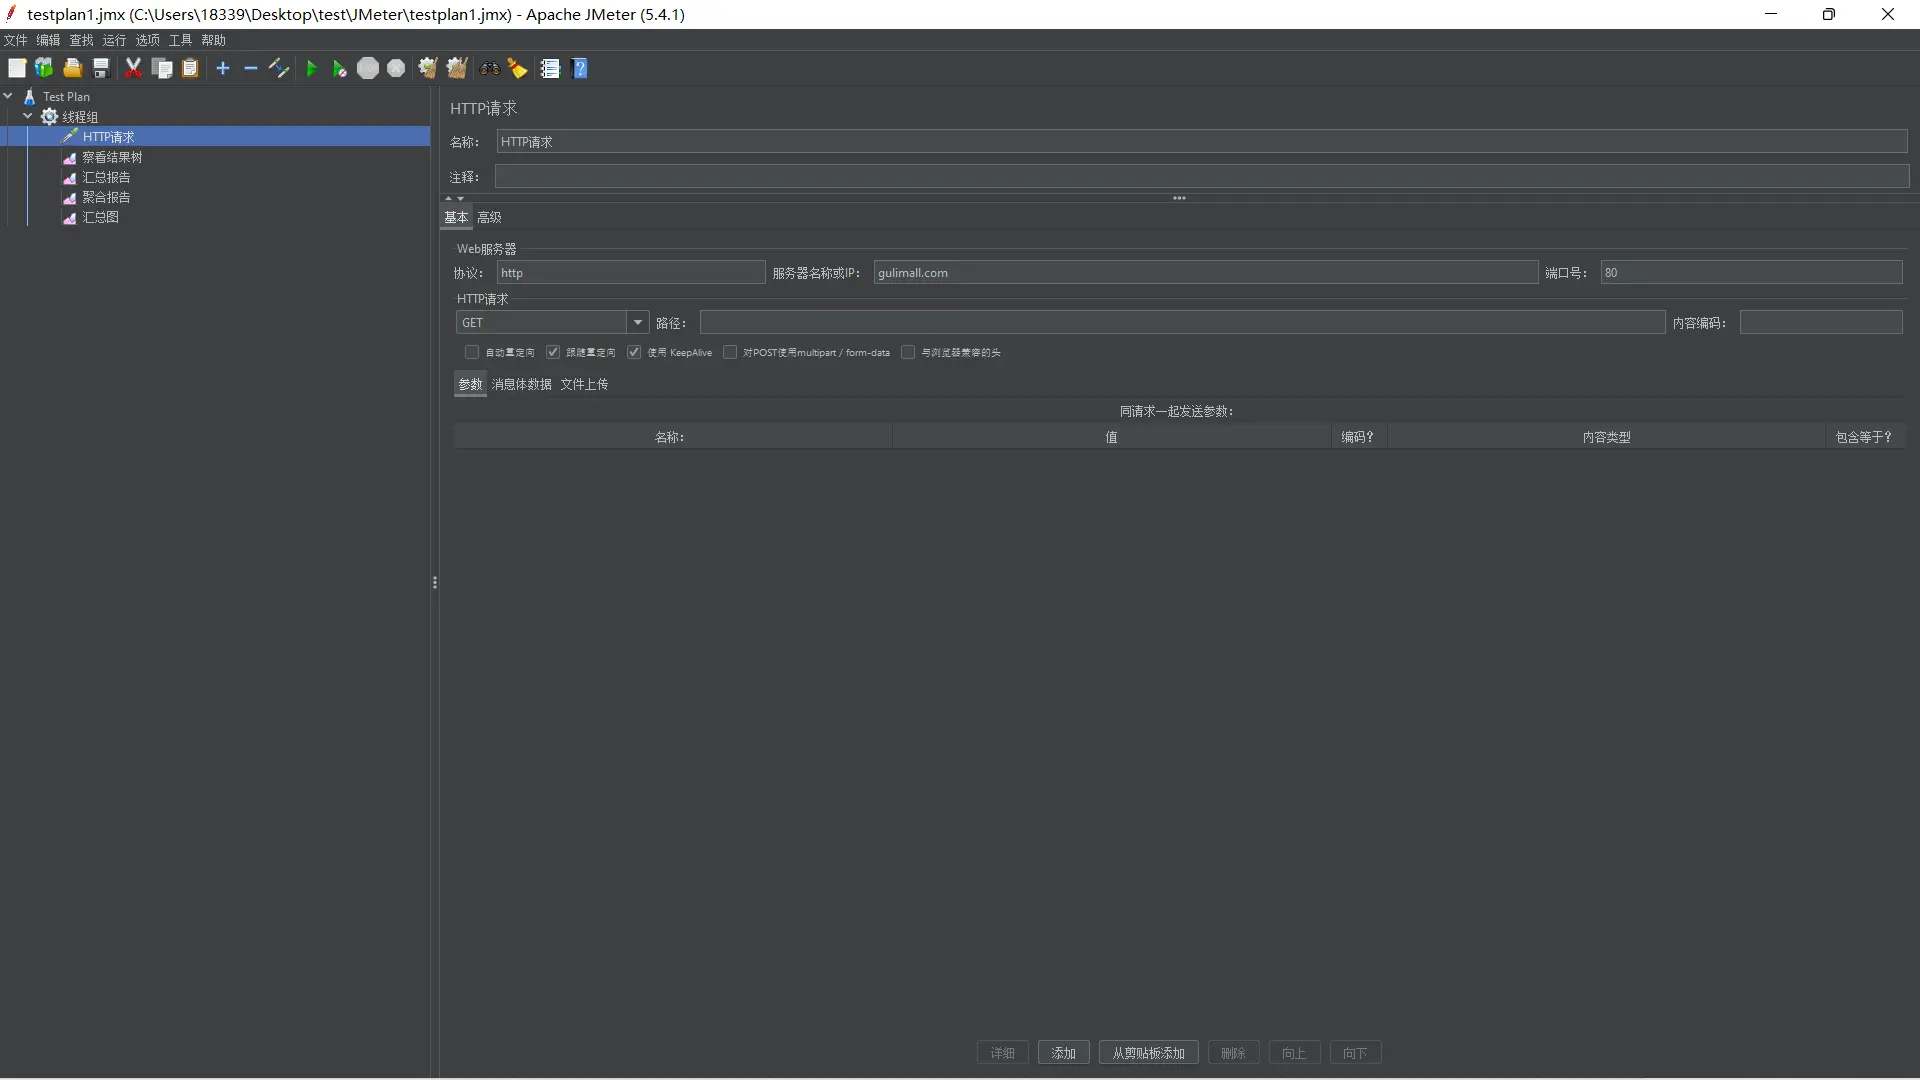 testplan1.jmx (C:\Users\18339\Desktop\test\JMeter\testplan1.jmx) - Apache JMeter (5.4.1)
文件 编辑 查找 运行 选项 工具 帮助
Test Plan
线程组
HTTP请求
察看结果树
汇总报告
聚合报告
汇总图
HTTP请求
名称： HTTP请求
注释：
基本 高级
Web服务器
协议： http 服务器名称或IP： gulimall.com 端口号： 80
HTTP请求
GET 路径： 内容编码：
自动重定向 跟随重定向 使用 KeepAlive 对POST使用multipart / form-data 与浏览器兼容的头
参数 消息体数据 文件上传
同请求一起发送参数：
名称： 值 编码？ 内容类型 包含等于？
详细 添加 从剪贴板添加 删除 向上 向下